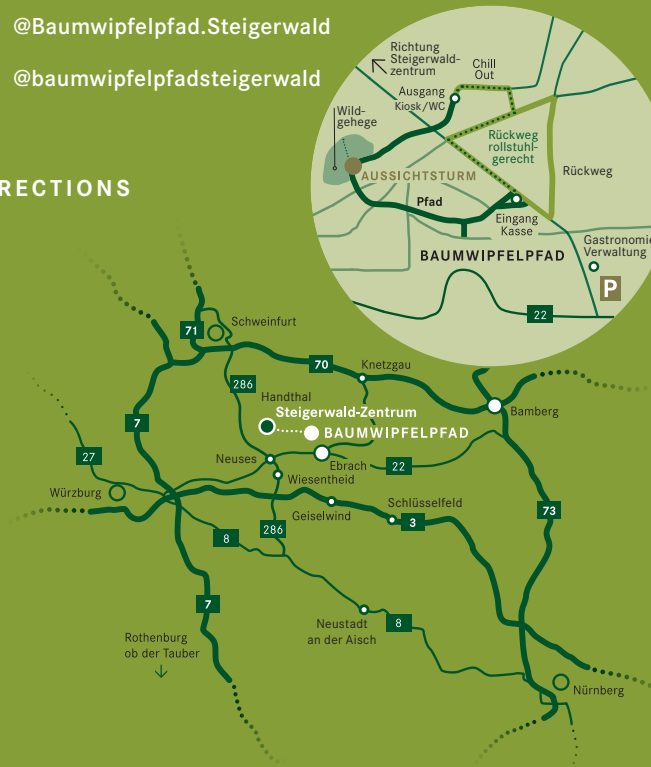 @Baumwipfelpfad.Steigerwald
@baumwipfelpfadsteigerwald
RECTIONS
Richtung
Steigerwald-
zentrum
Chill
Out
Ausgang
Kiosk/WC
Wild-
gehege
Rückweg
rollstuhl-
gerecht
Rückweg
AUSSICHTSTURM
Pfad
Eingang
Kasse
BAUMWIPFELPFAD
Gastronomie
Verwaltung
P
22
71
Schweinfurt
70
Knetzgau
286
Handthal
Steigerwald-Zentrum
BAUMWIPFELPFAD
Bamberg
7
27
Neuses
Ebrach
22
Wiesentheid
Würzburg
Geiselwind
Schlüsselfeld
3
73
286
8
7
Neustadt
an der Aisch
8
Rothenburg
ob der Tauber
Nürnberg